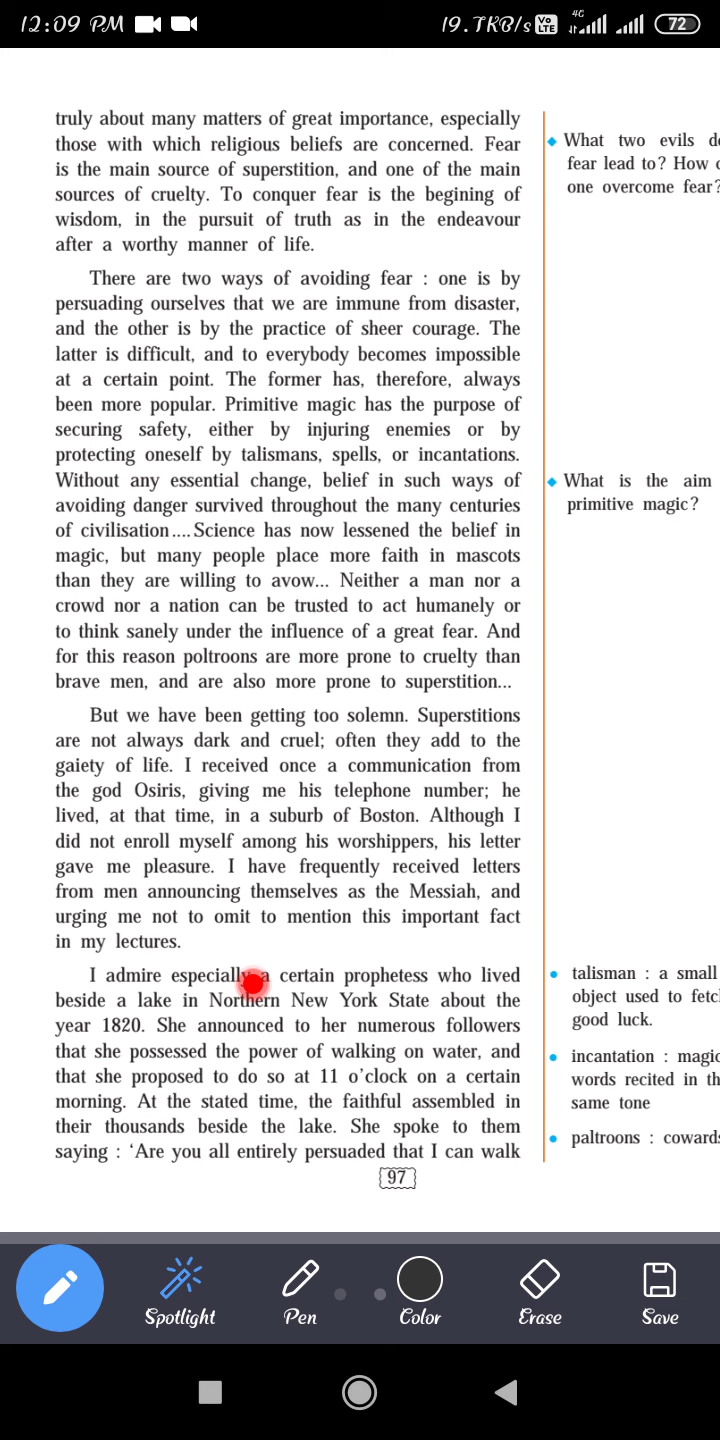 12:09 PM
19.7KB/s
Vo
LTE
4G
72
truly about many matters of great importance, especially
those with which religious beliefs are concerned. Fear
is the main source of superstition, and one of the main
sources of cruelty. To conquer fear is the begining of
wisdom, in the pursuit of truth as in the endeavour
after a worthy manner of life.
What two evils do
fear lead to? How c
one overcome fear?
There are two ways of avoiding fear : one is by
persuading ourselves that we are immune from disaster,
and the other is by the practice of sheer courage. The
latter is difficult, and to everybody becomes impossible
at a certain point. The former has, therefore, always
been more popular. Primitive magic has the purpose of
securing safety, either by injuring enemies or by
protecting oneself by talismans, spells, or incantations.
Without any essential change, belief in such ways of
avoiding danger survived throughout the many centuries
of civilisation....Science has now lessened the belief in
magic, but many people place more faith in mascots
than they are willing to avow... Neither a man nor a
crowd nor a nation can be trusted to act humanely or
to think sanely under the influence of a great fear. And
for this reason poltroons are more prone to cruelty than
brave men, and are also more prone to superstition...
What is the aim
primitive magic?
But we have been getting too solemn. Superstitions
are not always dark and cruel; often they add to the
gaiety of life. I received once a communication from
the god Osiris, giving me his telephone number; he
lived, at that time, in a suburb of Boston. Although I
did not enroll myself among his worshippers, his letter
gave me pleasure. I have frequently received letters
from men announcing themselves as the Messiah, and
urging me not to omit to mention this important fact
in my lectures.
I admire especially a certain prophetess who lived
beside a lake in Northern New York State about the
year 1820. She announced to her numerous followers
that she possessed the power of walking on water, and
that she proposed to do so at 11 o'clock on a certain
morning. At the stated time, the faithful assembled in
their thousands beside the lake. She spoke to them
saying : 'Are you all entirely persuaded that I can walk
talisman : a small
object used to fetc
good luck.
incantation : magic
words recited in th
same tone
paltroons : cowards
97
Spotlight
Pen
Color
Erase
Save